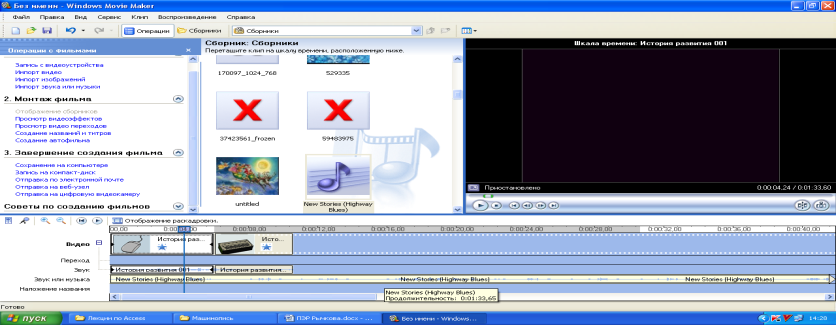 Без имени - Windows Movie Maker
Файл Правка Вид Сервис Клип Воспроизведение Справка
Операции Сборники Сборники
Операции с фильмами
Запись с видеоустройства
Импорт видео
Импорт изображений
Импорт звука или музыки
2. Монтаж фильма
Отображение сборников
Просмотр видеоэффектов
Просмотр видео переходов
Создание названий и титров
Создание автофильма
3. Завершение создания фильма
Сохранение на компьютере
Запись на компакт-диск
Отправка по электронной почте
Отправка на веб-узел
Отправка на цифровую видеокамеру
Советы по созданию фильмов
Сборник: Сборники
Перетащите клип на шкалу времени, расположенную ниже.
170097_1024_768 529335
37423561_frozen 59483975
untitled New Stories (Highway Blues)
Шкала времени: История развития 001
Приостановлено 0:00:04,24 / 0:01:33,60
Отображение раскадровки.
00,00 0:00:08,00 0:00:12,00 0:00:16,00 0:00:20,00 0:00:24,00 0:00:28,00 0:00:32,00 0:00:36,00 0:00:40,00
Видео История раз... Исто...
Переход
Звук История развития 001 История развития...
Звук или музыка New Stories (Highway Blues) New Stories (Highway Blues) New Stories (Highway Blues)
Наложение названия
New Stories (Highway Blues)
Продолжительность: 0:01:33,65
Готово
пуск Лекции по Access Машинопись ПЭР Рычкова.docx - ... Без имени - Windows... 14:28